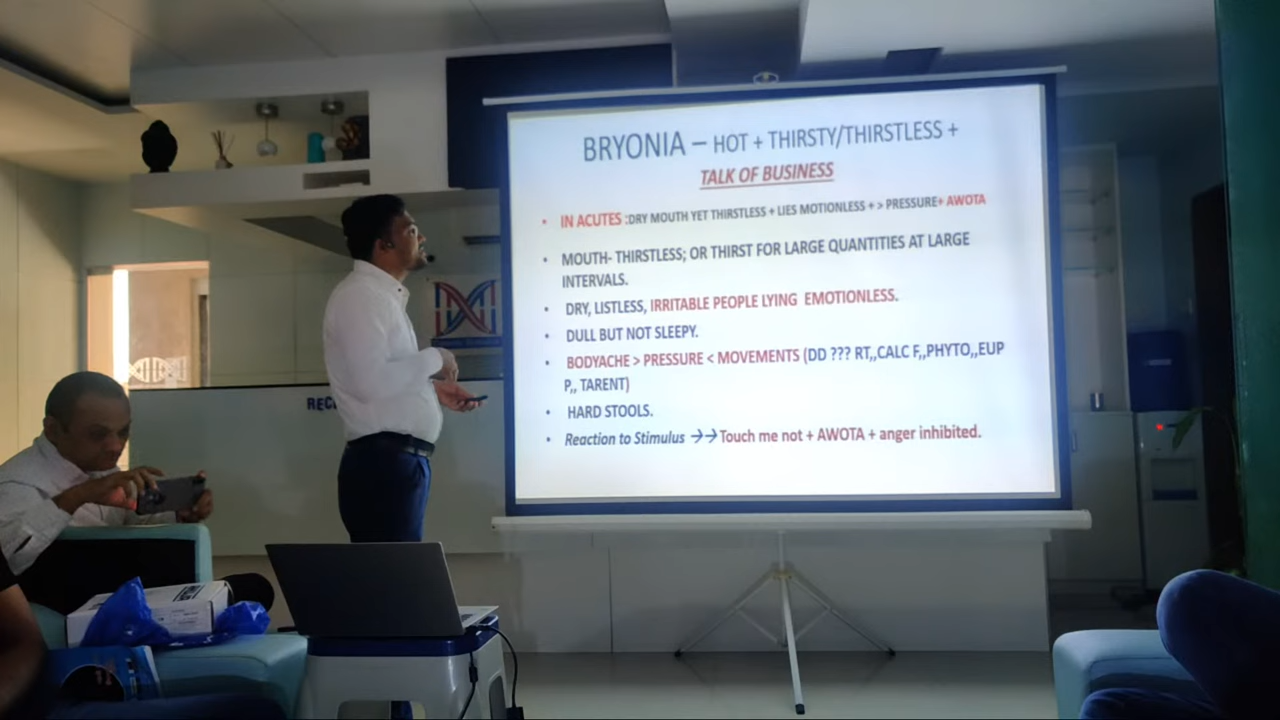 BRYONIA – HOT + THIRSTY/THIRSTLESS +
TALK OF BUSINESS
• IN ACUTES :DRY MOUTH YET THIRSTLESS + LIES MOTIONLESS + > PRESSURE+ AWOTA
• MOUTH- THIRSTLESS; OR THIRST FOR LARGE QUANTITIES AT LARGE
INTERVALS.
• DRY, LISTLESS, IRRITABLE PEOPLE LYING EMOTIONLESS.
• DULL BUT NOT SLEEPY.
• BODYACHE > PRESSURE < MOVEMENTS (DD ??? RT,,CALC F,,PHYTO,,EUP
P,, TARENT)
• HARD STOOLS.
• Reaction to Stimulus →→Touch me not + AWOTA + anger inhibited.
REC